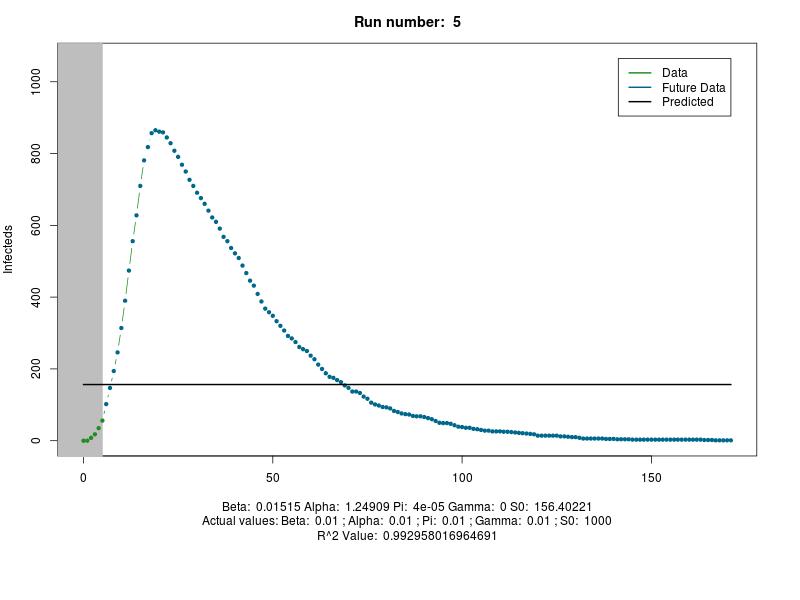 Run number: 5
Data
Future Data
Predicted
Infecteds
1000
800
600
400
200
0
0 50 100 150
Beta: 0.01515 Alpha: 1.24909 Pi: 4e-05 Gamma: 0 S0: 156.40221
Actual values: Beta: 0.01 ; Alpha: 0.01 ; Pi: 0.01 ; Gamma: 0.01 ; S0: 1000
R^2 Value: 0.992958016964691